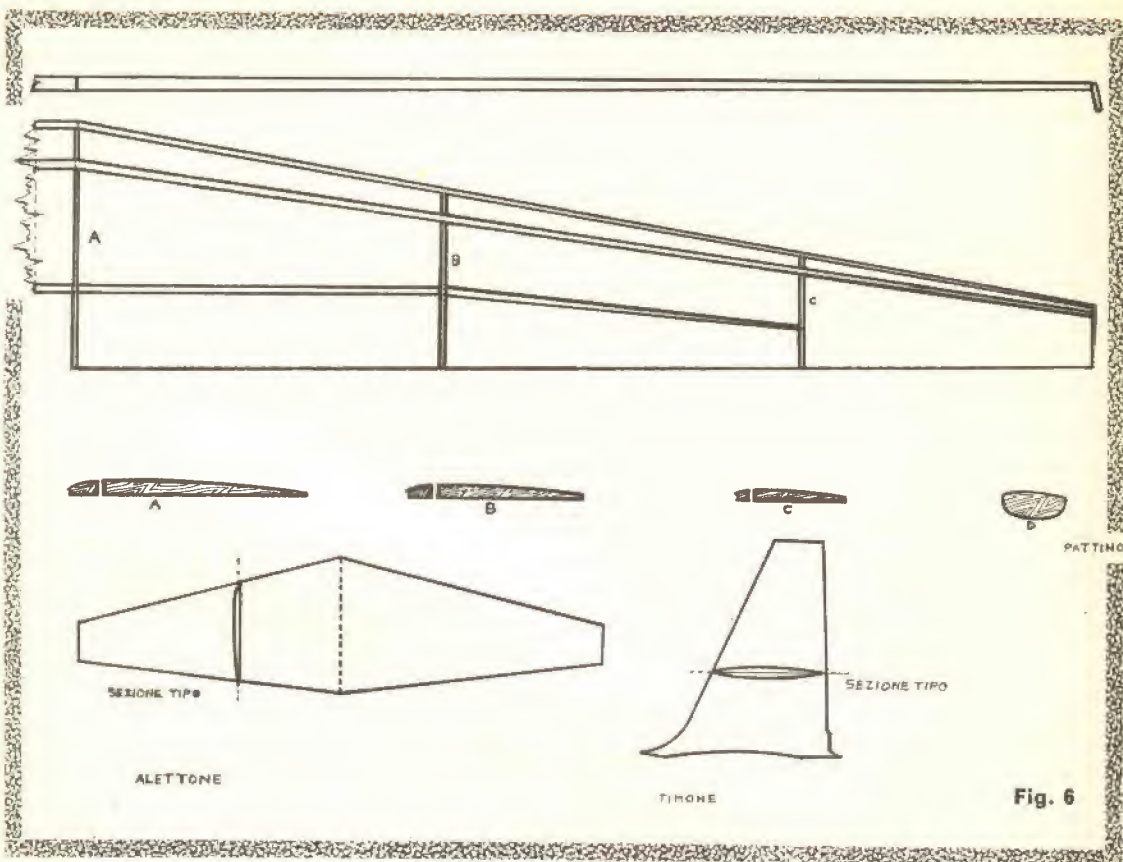 A
B
C
A
B
C
D
PATTINO
SEZIONE TIPO
SEZIONE TIPO
ALETTONE
TIMONE
Fig. 6